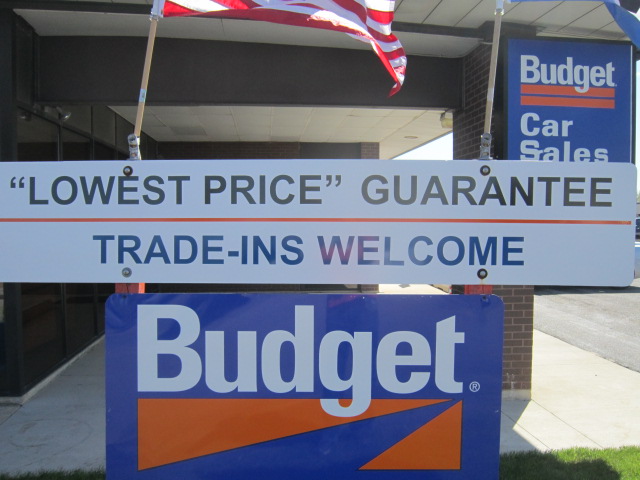 Budget
Car
Sales
“LOWEST PRICE” GUARANTEE
TRADE-INS WELCOME
Budget®